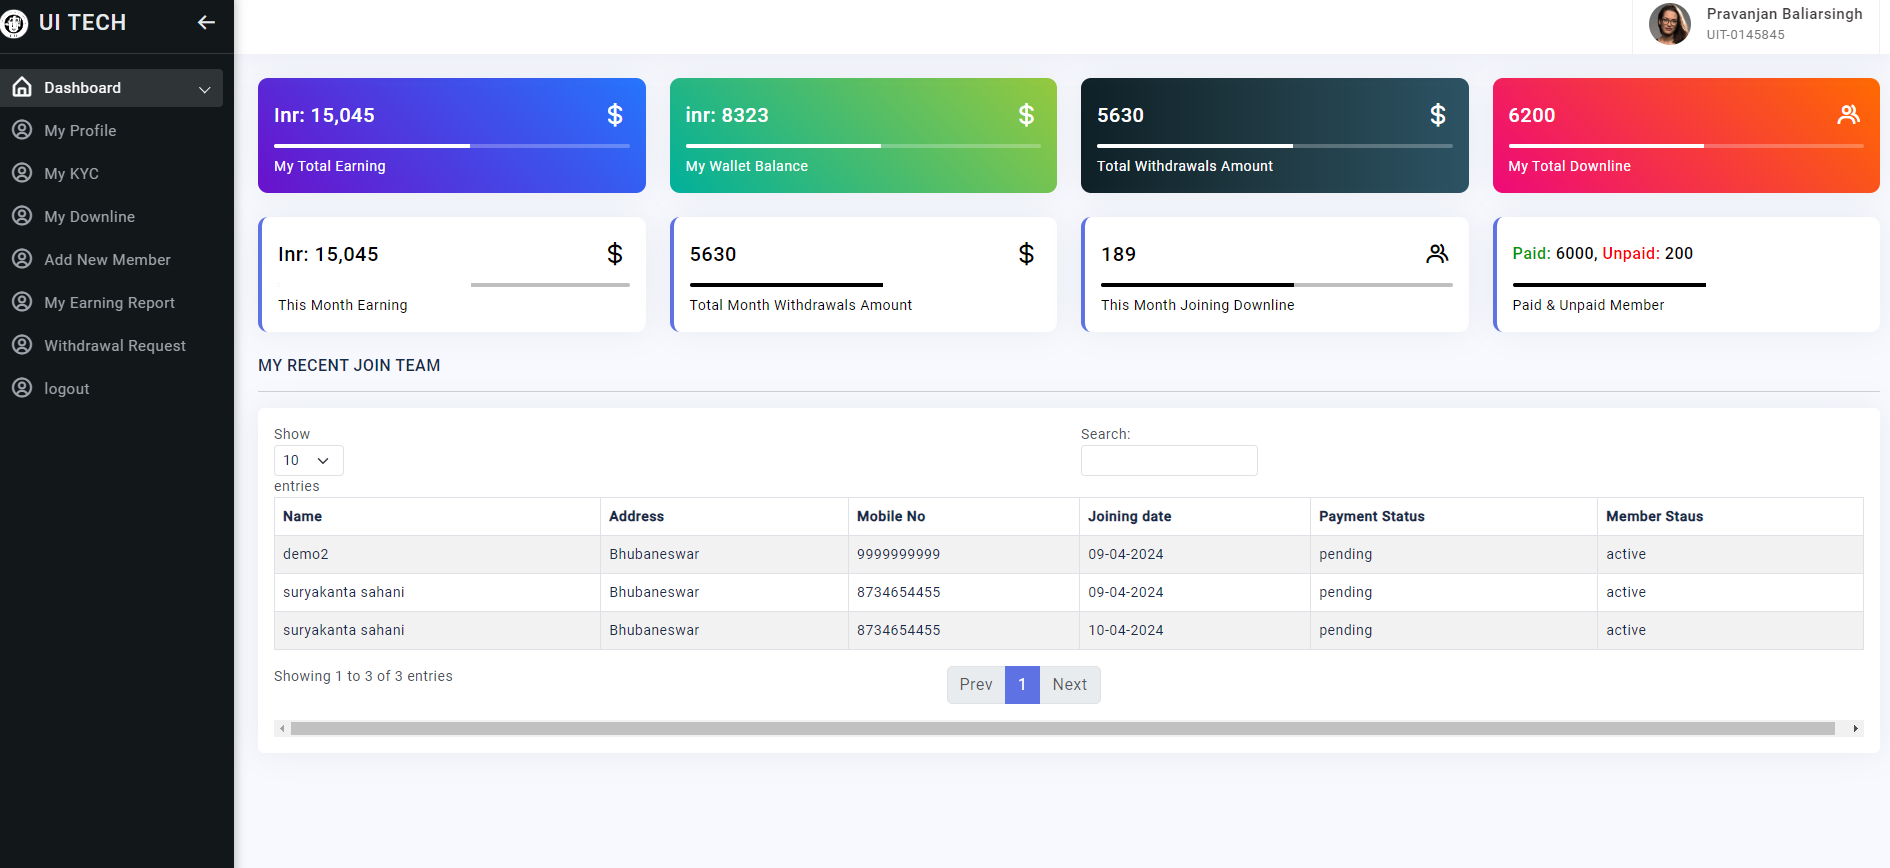 UI TECH
Pravanjan Baliarsingh
UIT-0145845
Dashboard
My Profile
My KYC
My Downline
Add New Member
My Earning Report
Withdrawal Request
logout
Inr: 15,045
My Total Earning
inr: 8323
My Wallet Balance
5630
Total Withdrawals Amount
6200
My Total Downline
Inr: 15,045
This Month Earning
5630
Total Month Withdrawals Amount
189
This Month Joining Downline
Paid: 6000, Unpaid: 200
Paid & Unpaid Member
MY RECENT JOIN TEAM
Show
10
entries
Search:
Name Address Mobile No Joining date Payment Status Member Staus
demo2 Bhubaneswar 9999999999 09-04-2024 pending active
suryakanta sahani Bhubaneswar 8734654455 09-04-2024 pending active
suryakanta sahani Bhubaneswar 8734654455 10-04-2024 pending active
Showing 1 to 3 of 3 entries
Prev 1 Next